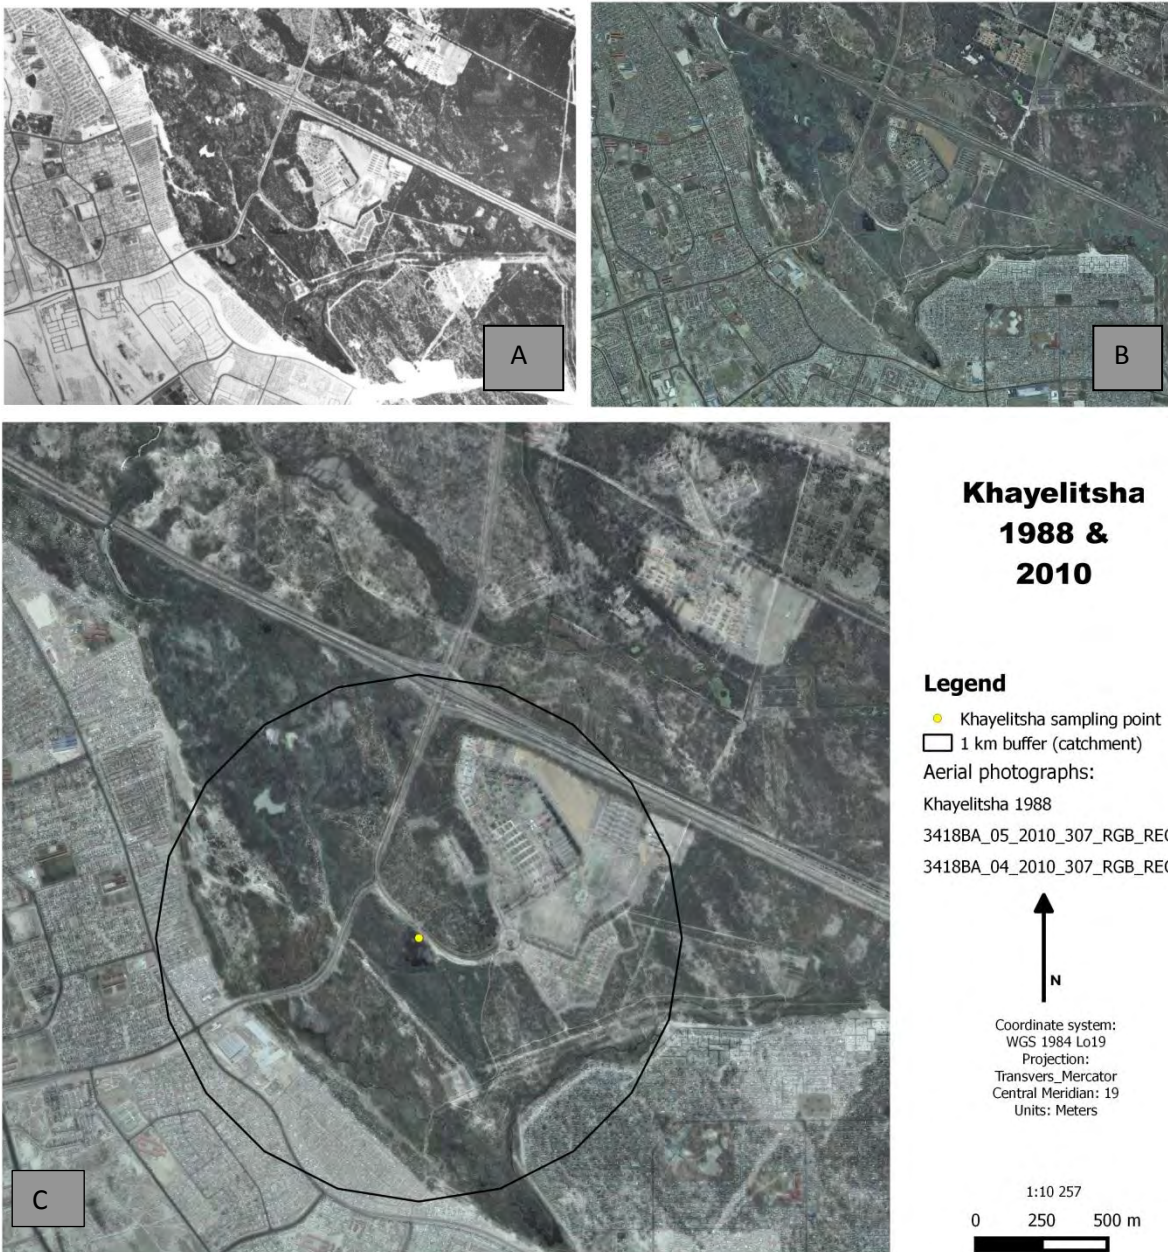 A
B
C
Khayelitsha
1988 &
2010
Legend
Khayelitsha sampling point
1 km buffer (catchment)
Aerial photographs:
Khayelitsha 1988
3418BA_05_2010_307_RGB_REC
3418BA_04_2010_307_RGB_REC
N
Coordinate system:
WGS 1984 Lo19
Projection:
Transvers_Mercator
Central Meridian: 19
Units: Meters
1:10 257
0 250 500 m